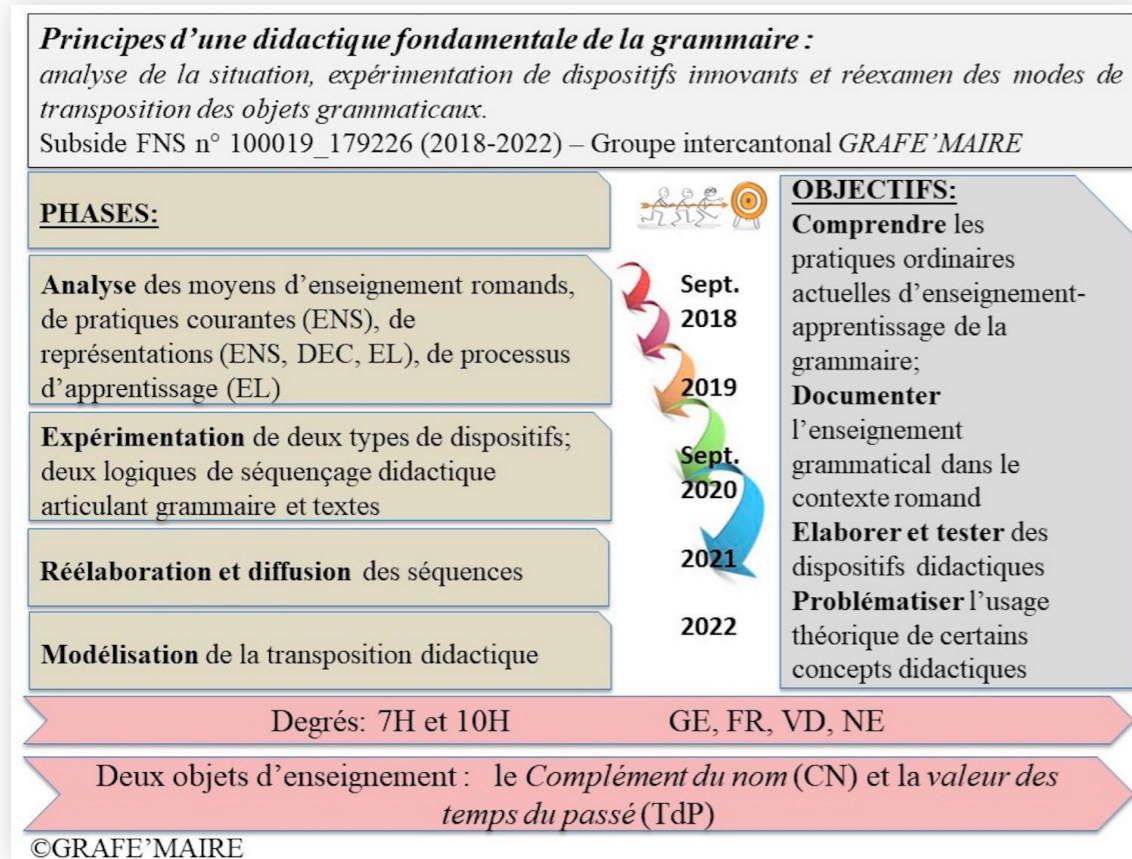 Principes d'une didactique fondamentale de la grammaire :
analyse de la situation, expérimentation de dispositifs innovants et réexamen des modes de
transposition des objets grammaticaux.
Subside FNS n° 100019_179226 (2018-2022) – Groupe intercantonal GRAFE'MAIRE
PHASES:
Analyse des moyens d'enseignement romands,
de pratiques courantes (ENS), de
représentations (ENS, DEC, EL), de processus
d'apprentissage (EL)
Expérimentation de deux types de dispositifs;
deux logiques de séquençage didactique
articulant grammaire et textes
Réélaboration et diffusion des séquences
Modélisation de la transposition didactique
Sept.
2018
2019
Sept.
2020
2021
2022
OBJECTIFS:
Comprendre les
pratiques ordinaires
actuelles d'enseignement-
apprentissage de la
grammaire;
Documenter
l'enseignement
grammatical dans le
contexte romand
Elaborer et tester des
dispositifs didactiques
Problématiser l'usage
théorique de certains
concepts didactiques
Degrés: 7H et 10H GE, FR, VD, NE
Deux objets d'enseignement : le Complément du nom (CN) et la valeur des
temps du passé (TdP)
©GRAFE'MAIRE